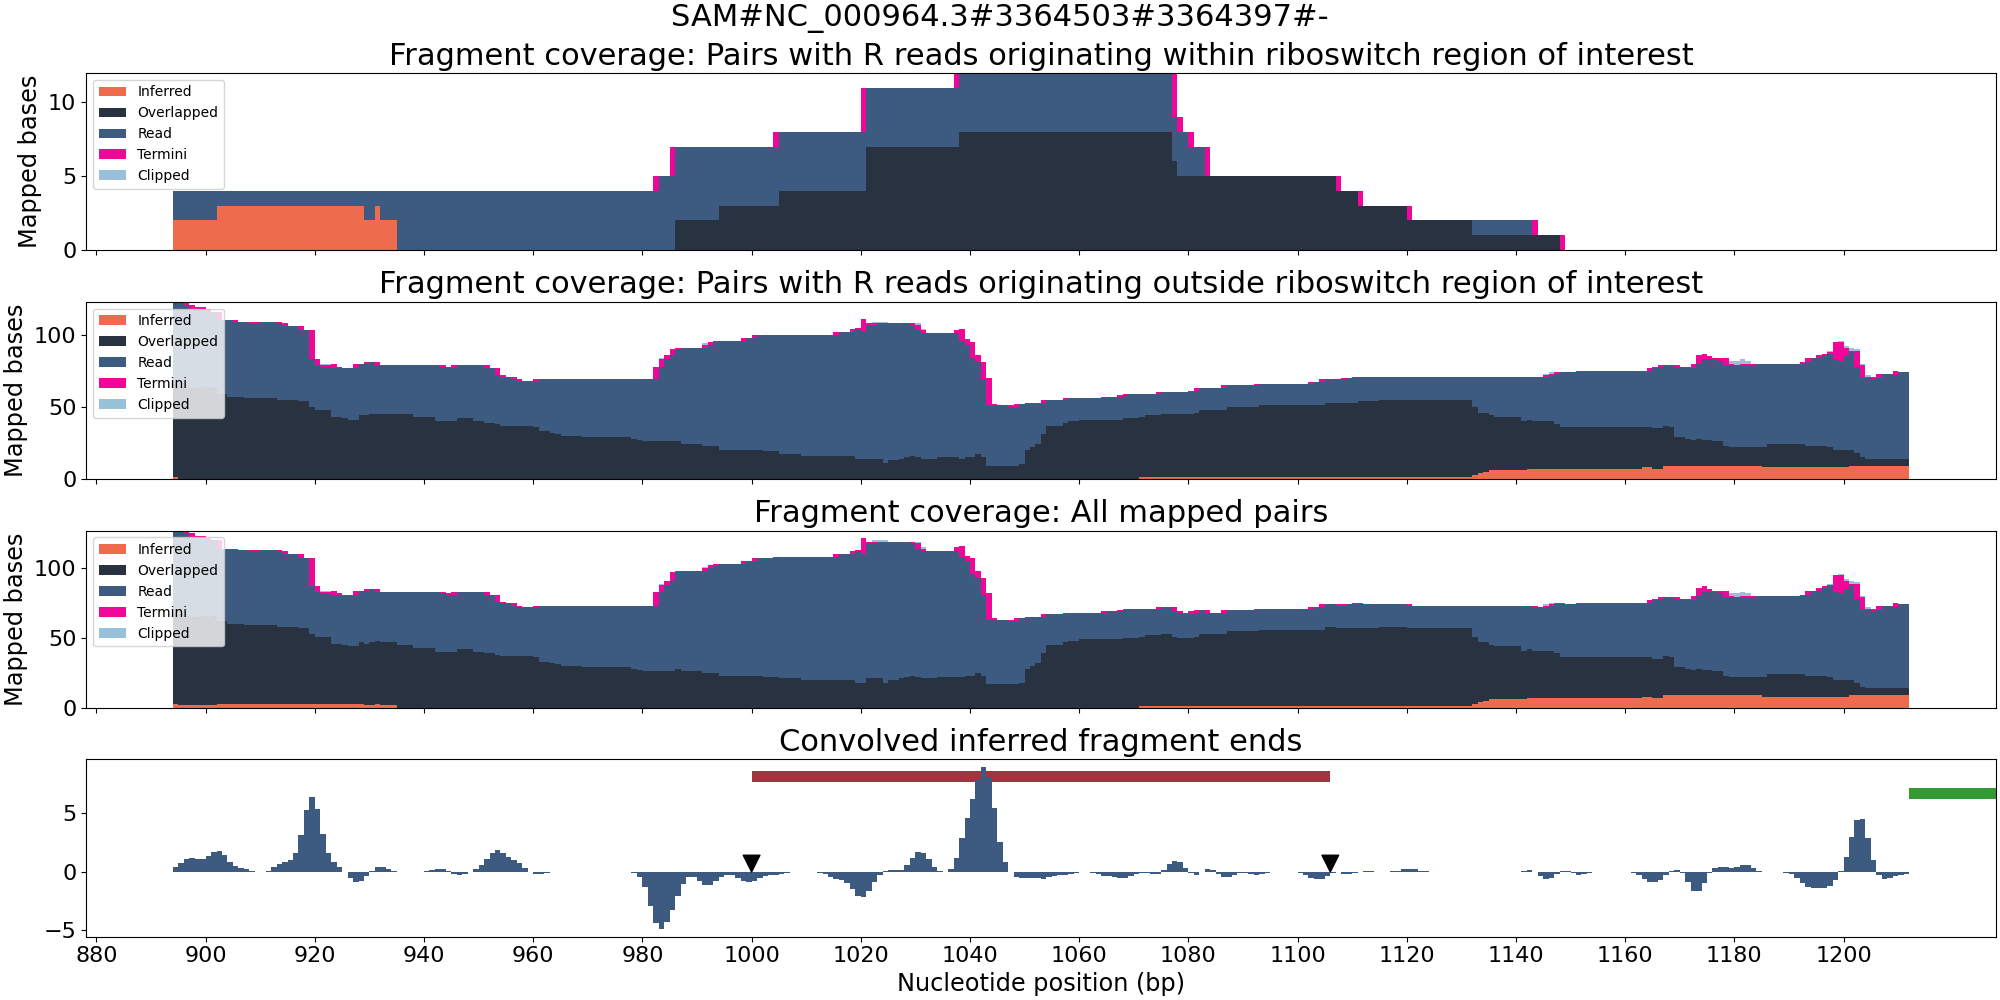 SAM#NC_000964.3#3364503#3364397#-
Fragment coverage: Pairs with R reads originating within riboswitch region of interest
Mapped bases
10
5
0
Inferred
Overlapped
Read
Termini
Clipped
Fragment coverage: Pairs with R reads originating outside riboswitch region of interest
Mapped bases
100
50
0
Inferred
Overlapped
Read
Termini
Clipped
Fragment coverage: All mapped pairs
Mapped bases
100
50
0
Inferred
Overlapped
Read
Termini
Clipped
Convolved inferred fragment ends
5
0
−5
880 900 920 940 960 980 1000 1020 1040 1060 1080 1100 1120 1140 1160 1180 1200
Nucleotide position (bp)